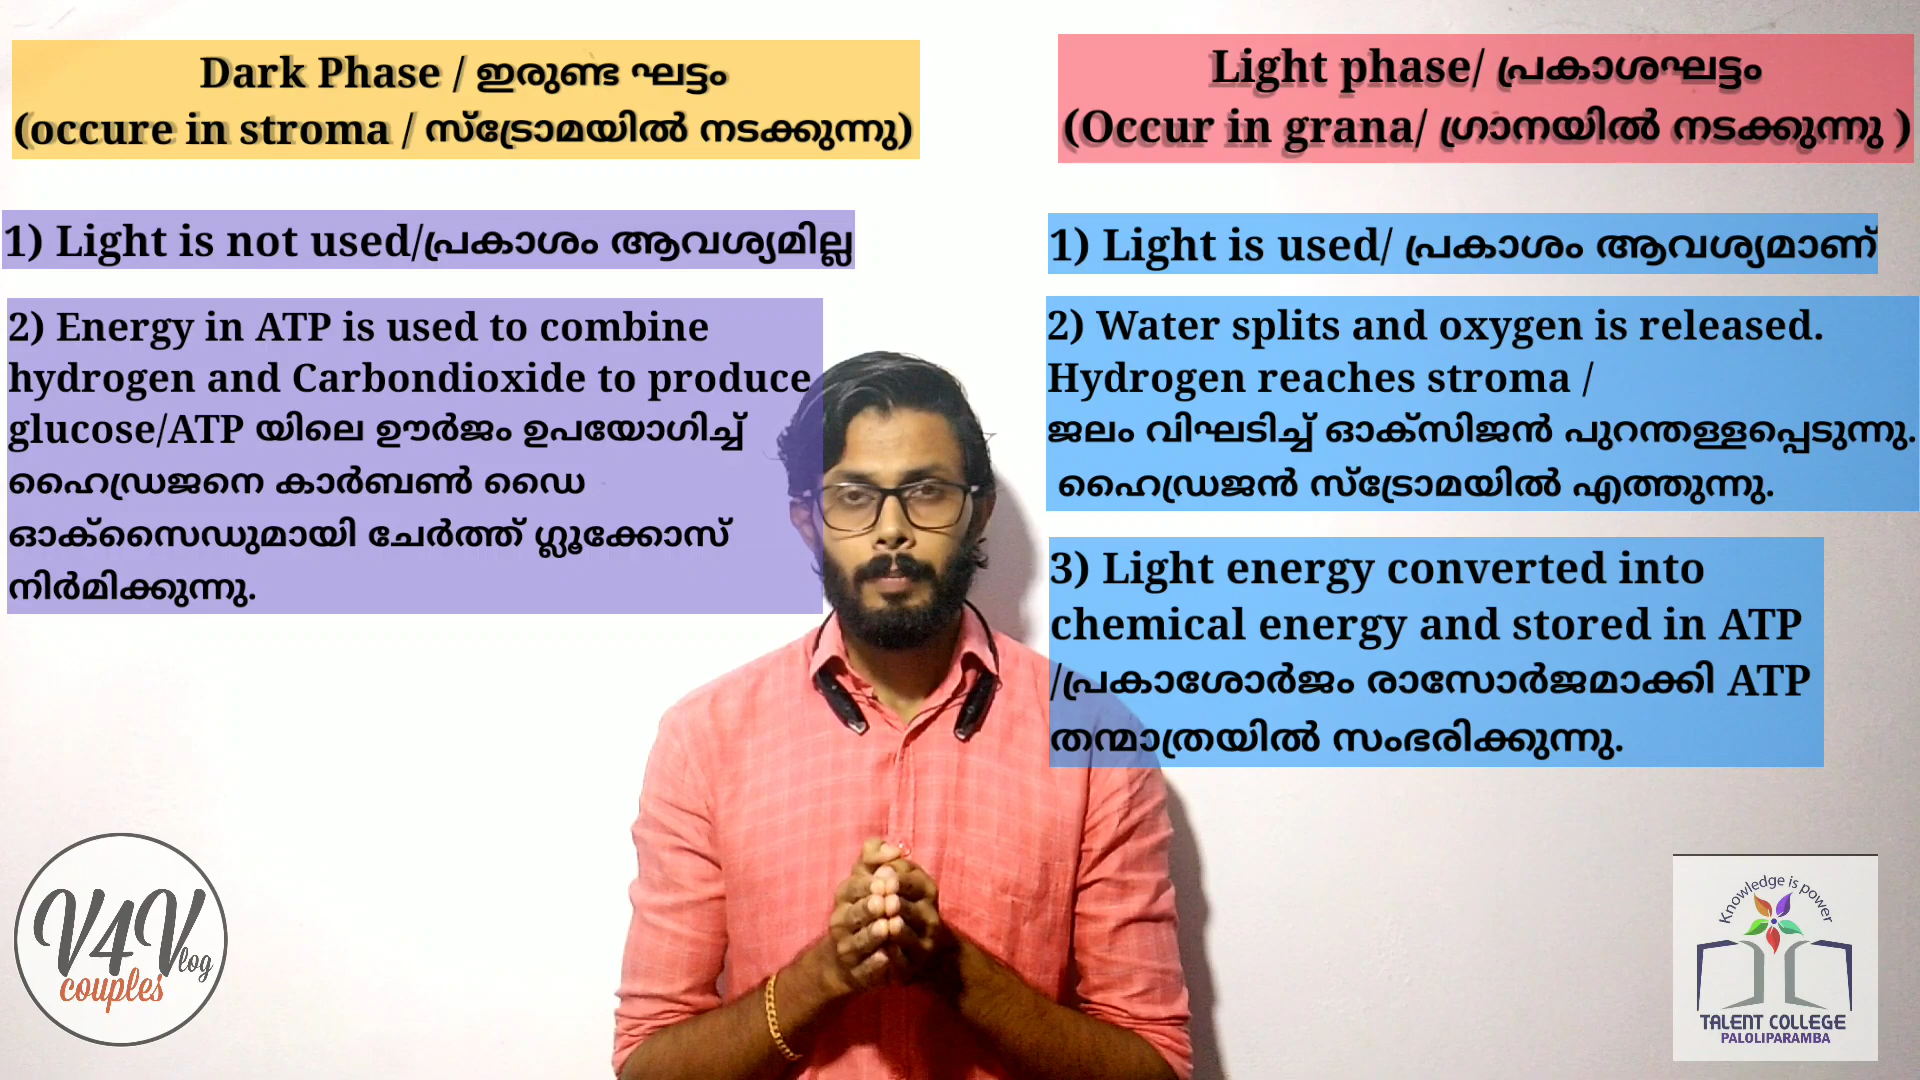 Dark Phase / ഇരുണ്ട ഘട്ടം
(occure in stroma / സ്ട്രോമയിൽ നടക്കുന്നു)
1) Light is not used/പ്രകാശം ആവശ്യമില്ല
2) Energy in ATP is used to combine
hydrogen and Carbondioxide to produce
glucose/ATP യിലെ ഊർജം ഉപയോഗിച്ച്
ഹൈഡ്രജനെ കാർബൺ ഡൈ
ഓക്സൈഡുമായി ചേർത്ത് ഗ്ലൂക്കോസ്
നിർമിക്കുന്നു.
Light phase/ പ്രകാശഘട്ടം
(Occur in grana/ ഗ്രാനയിൽ നടക്കുന്നു )
1) Light is used/ പ്രകാശം ആവശ്യമാണ്
2) Water splits and oxygen is released.
Hydrogen reaches stroma /
ജലം വിഘടിച്ച് ഓക്സിജൻ പുറന്തള്ളപ്പെടുന്നു.
ഹൈഡ്രജൻ സ്ട്രോമയിൽ എത്തുന്നു.
3) Light energy converted into
chemical energy and stored in ATP
/പ്രകാശോർജം രാസോർജമാക്കി ATP
തന്മാത്രയിൽ സംഭരിക്കുന്നു.
V4Vlog
couples
Knowledge is power
TALENT COLLEGE
PALOLIPARAMBA